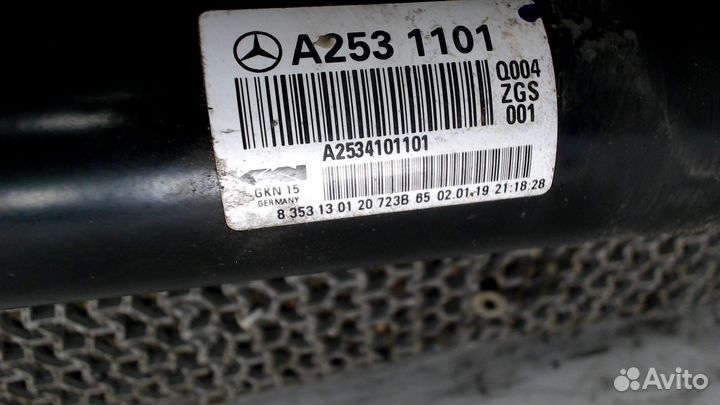 A253 1101
Q004
ZGS
001
A2534101101
GKN 15
GERMANY
8 353 13 01 20 723B 65 02.01.19 21:18:28
Avito